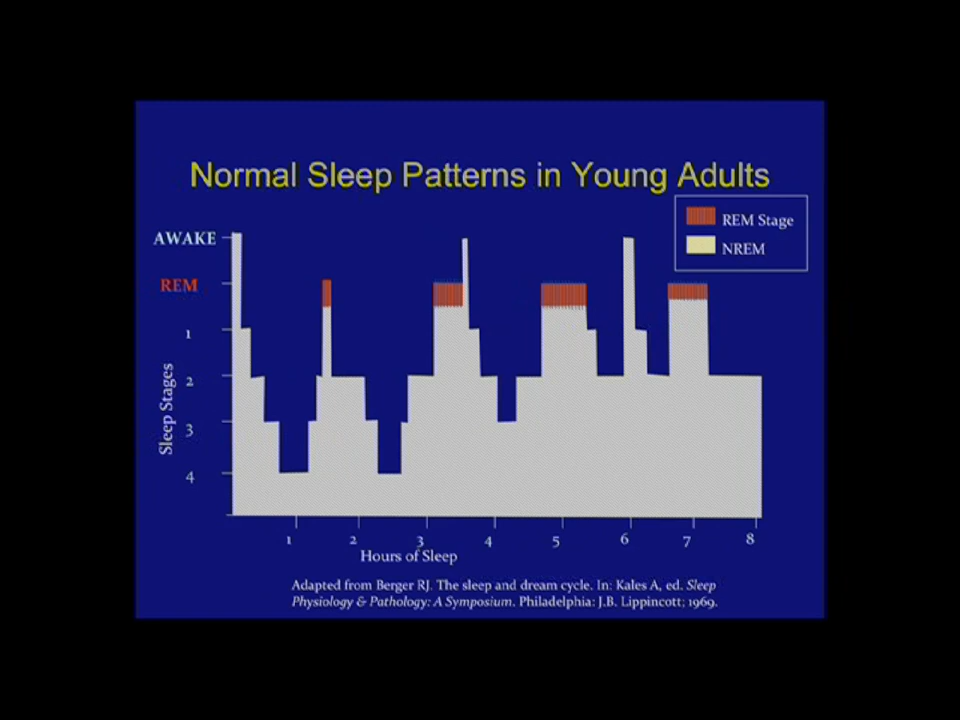 Normal Sleep Patterns in Young Adults
REM Stage
NREM
AWAKE
REM
1
2
3
4
Sleep Stages
1 2 3 4 5 6 7 8
Hours of Sleep
Adapted from Berger RJ. The sleep and dream cycle. In: Kales A, ed. Sleep
Physiology & Pathology: A Symposium. Philadelphia: J.B. Lippincott; 1969.